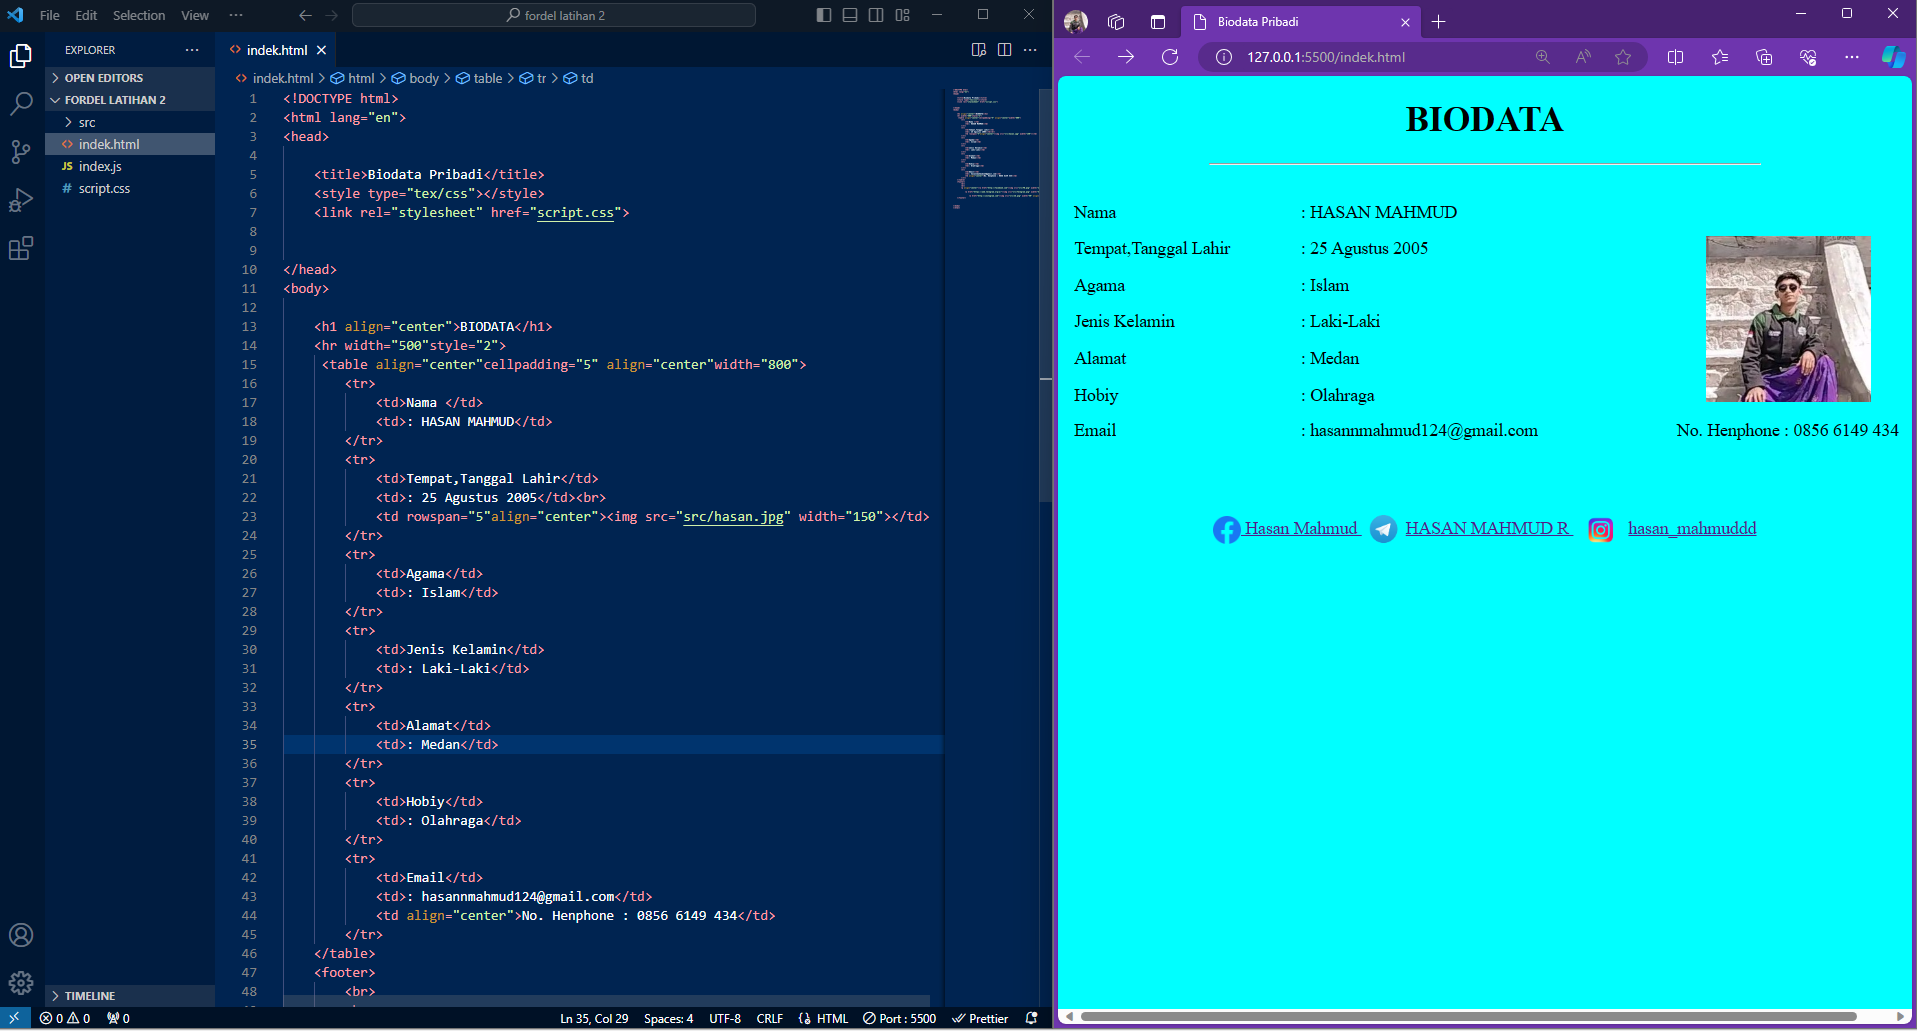 File Edit Selection View ··· fordel latihan 2
EXPLORER ···
OPEN EDITORS
FORDEL LATIHAN 2
src
<> indek.html
JS index.js
# script.css
TIMELINE
<> indek.html
<> indek.html > html > body > table > tr > td
1 <!DOCTYPE html>
2 <html lang="en">
3 <head>
4
5 <title>Biodata Pribadi</title>
6 <style type="tex/css"></style>
7 <link rel="stylesheet" href="script.css">
8
9
10 </head>
11 <body>
12
13 <h1 align="center">BIODATA</h1>
14 <hr width="500"style="2">
15 <table align="center"cellpadding="5" align="center"width="800">
16 <tr>
17 <td>Nama </td>
18 <td>: HASAN MAHMUD</td>
19 </tr>
20 <tr>
21 <td>Tempat,Tanggal Lahir</td>
22 <td>: 25 Agustus 2005</td><br>
23 <td rowspan="5"align="center"><img src="src/hasan.jpg" width="150"></td>
24 </tr>
25 <tr>
26 <td>Agama</td>
27 <td>: Islam</td>
28 </tr>
29 <tr>
30 <td>Jenis Kelamin</td>
31 <td>: Laki-Laki</td>
32 </tr>
33 <tr>
34 <td>Alamat</td>
35 <td>: Medan</td>
36 </tr>
37 <tr>
38 <td>Hobiy</td>
39 <td>: Olahraga</td>
40 </tr>
41 <tr>
42 <td>Email</td>
43 <td>: hasannmahmud124@gmail.com</td>
44 <td align="center">No. Henphone : 0856 6149 434</td>
45 </tr>
46 </table>
47 <footer>
48 <br>
0 0 0 Ln 35, Col 29 Spaces: 4 UTF-8 CRLF HTML Port : 5500 Prettier
Biodata Pribadi
127.0.0.1:5500/indek.html
BIODATA
Nama : HASAN MAHMUD
Tempat,Tanggal Lahir : 25 Agustus 2005
Agama : Islam
Jenis Kelamin : Laki-Laki
Alamat : Medan
Hobiy : Olahraga
Email : hasannmahmud124@gmail.com No. Henphone : 0856 6149 434
Hasan Mahmud HASAN MAHMUD R hasan_mahmuddd